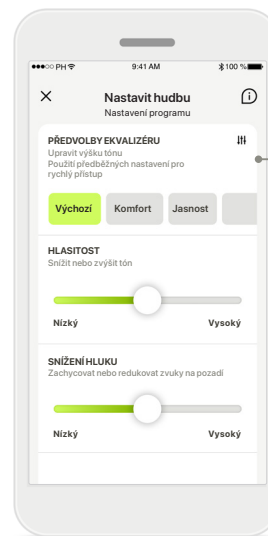 PH 9:41 AM 100 %
Nastavit hudbu
Nastavení programu
PŘEDVOLBY EKVALIZÉRU
Upravit výšku
tónu
Použití předběžných nastavení pro
rychlý přístup
Výchozí Komfort Jasnost
HLASITOST
Snížit nebo zvýšit tón
Nízký Vysoký
SNÍŽENÍ HLUKU
Zachycovat nebo redukovat zvuky na pozadí
Nízký Vysoký